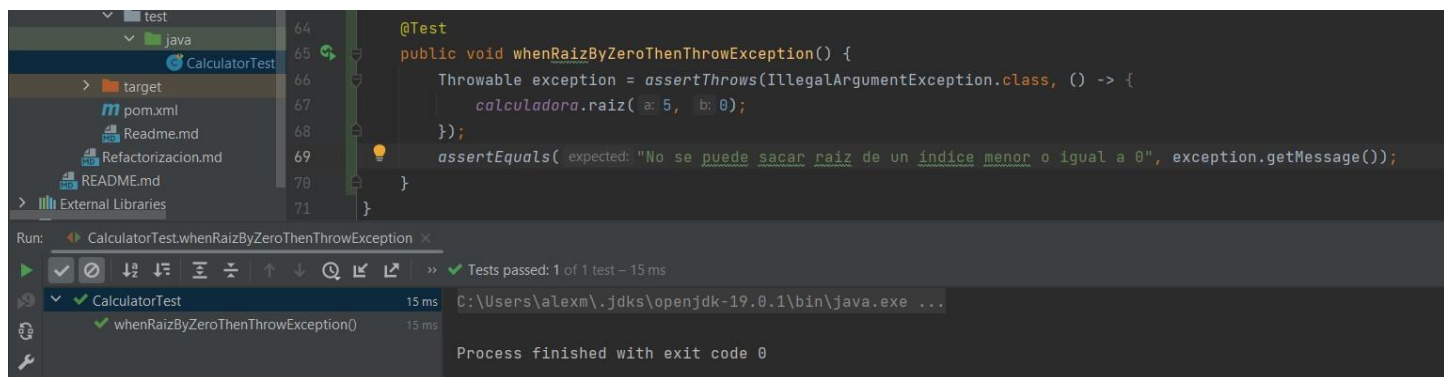 test
java
CalculatorTest
target
pom.xml
Readme.md
Refactorizacion.md
README.md
External Libraries
64 @Test
65 public void whenRaizByZeroThenThrowException() {
66 Throwable exception = assertThrows(IllegalArgumentException.class, () -> {
67 calculadora.raiz( a: 5, b: 0);
68 });
69 assertEquals( expected: "No se puede sacar raiz de un indice menor o igual a 0", exception.getMessage());
70 }
71 }
Run: CalculatorTest.whenRaizByZeroThenThrowException
Tests passed: 1 of 1 test – 15 ms
CalculatorTest 15 ms
whenRaizByZeroThenThrowException() 15 ms
C:\Users\alexm\.jdks\openjdk-19.0.1\bin\java.exe ...
Process finished with exit code 0